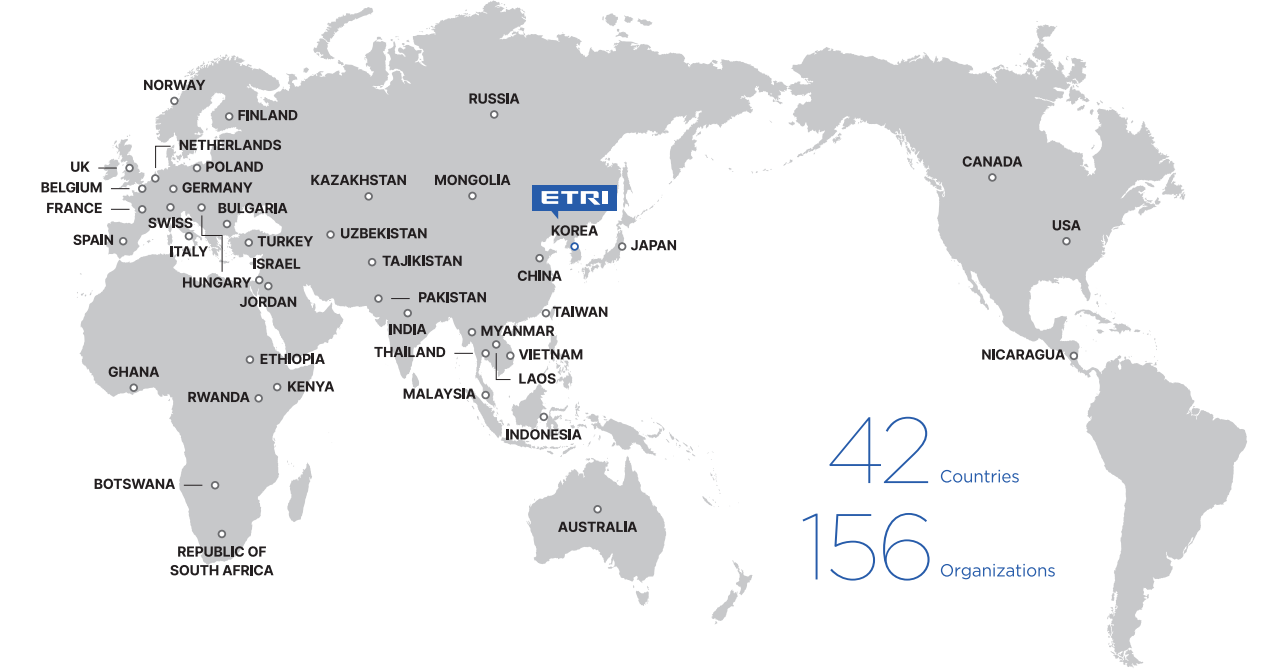 NORWAY
RUSSIA
FINLAND
NETHERLANDS
UK
POLAND
CANADA
BELGIUM
GERMANY
KAZAKHSTAN
MONGOLIA
ETRI
FRANCE
BULGARIA
SWISS
KOREA
USA
SPAIN
ITALY
TURKEY
UZBEKISTAN
JAPAN
ISRAEL
TAJIKISTAN
CHINA
HUNGARY
JORDAN
PAKISTAN
TAIWAN
INDIA
MYANMAR
THAILAND
VIETNAM
NICARAGUA
ETHIOPIA
GHANA
LAOS
KENYA
RWANDA
MALAYSIA
INDONESIA
42 Countries
BOTSWANA
AUSTRALIA
156 Organizations
REPUBLIC OF
SOUTH AFRICA